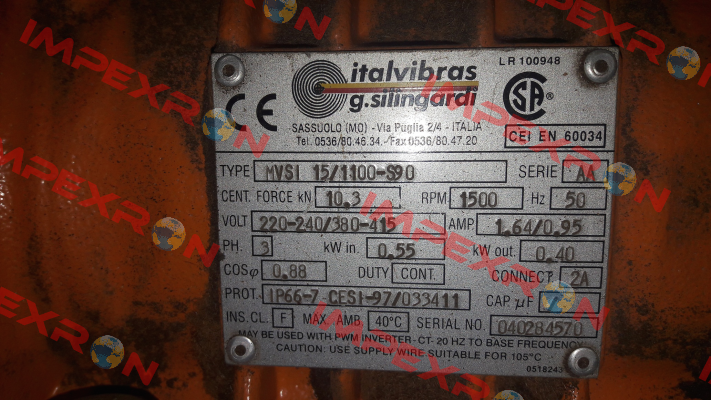 italvibras
g.silingardi
LR 100948
CE
SA
SASSUOLO (MO) - Via Puglia 2/4 - ITALIA
Tel. 0536/80.46.34.- Fax 0536/80.47.20
CEI EN 60034
TYPE MVSI 15/1100-S90 SERIE AA
CENT. FORCE kN 10.3 RPM 1500 Hz 50
VOLT 220-240/380-415 AMP. 1.64/0.95
PH. 3 kW in. 0.55 kW out. 0.40
COSφ 0.88 DUTY CONT. CONNECT. 2A
PROT. IP66-7 CESI-97/033411 CAP. μF
INS.CL. F MAX. AMB. 40°C SERIAL NO. 040284570
MAY BE USED WITH PWM INVERTER-CT- 20 HZ TO BASE FREQUENCY
CAUTION: USE SUPPLY WIRE SUITABLE FOR 105°C
0518243
IMPEXRON
IMPEXRON
IMPEXRON
IMPEXRON
IMPEXRON